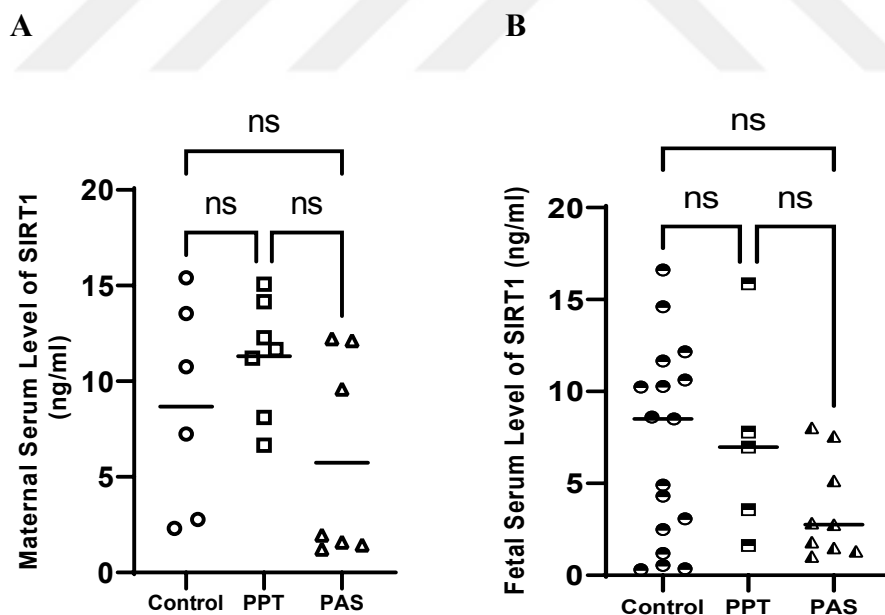 A
B
ns
ns
ns
Maternal Serum Level of SIRT1
(ng/ml)
20
15
10
5
0
Control
PPT
PAS
ns
ns
ns
Fetal Serum Level of SIRT1 (ng/ml)
20
15
10
5
0
Control
PPT
PAS